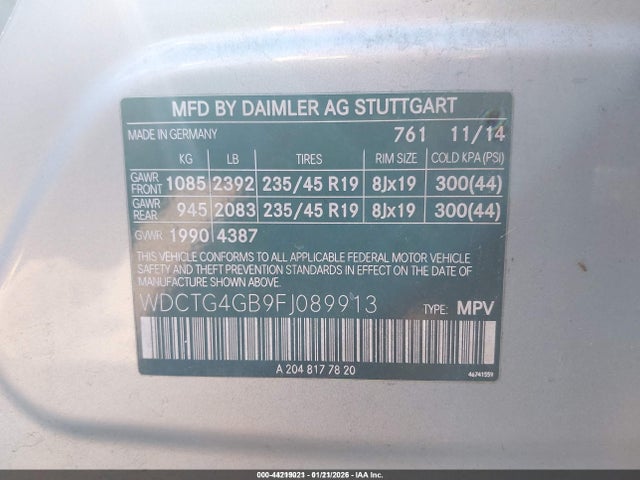 MFD BY DAIMLER AG STUTTGART
MADE IN GERMANY 761 11/14
KG LB TIRES RIM SIZE COLD KPA (PSI)
GAWR FRONT 1085 2392 235/45 R19 8Jx19 300(44)
GAWR REAR 945 2083 235/45 R19 8Jx19 300(44)
GVWR 1990 4387
THIS VEHICLE CONFORMS TO ALL APPLICABLE FEDERAL MOTOR VEHICLE
SAFETY AND THEFT PREVENTION STANDARDS IN EFFECT ON THE DATE
OF MANUFACTURE SHOWN ABOVE.
WDCTG4GB9FJ089913 TYPE: MPV
A 204 817 78 20
46741559
000-44219023 - 01/21/2026 - IAA Inc.